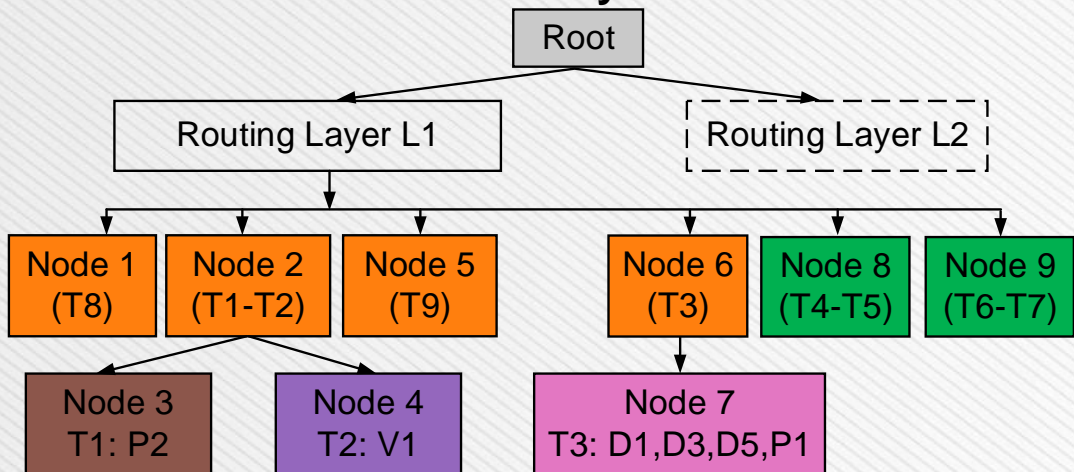 Root
Routing Layer L1
Routing Layer L2
Node 1
(T8)
Node 2
(T1-T2)
Node 5
(T9)
Node 6
(T3)
Node 8
(T4-T5)
Node 9
(T6-T7)
Node 3
T1: P2
Node 4
T2: V1
Node 7
T3: D1,D3,D5,P1